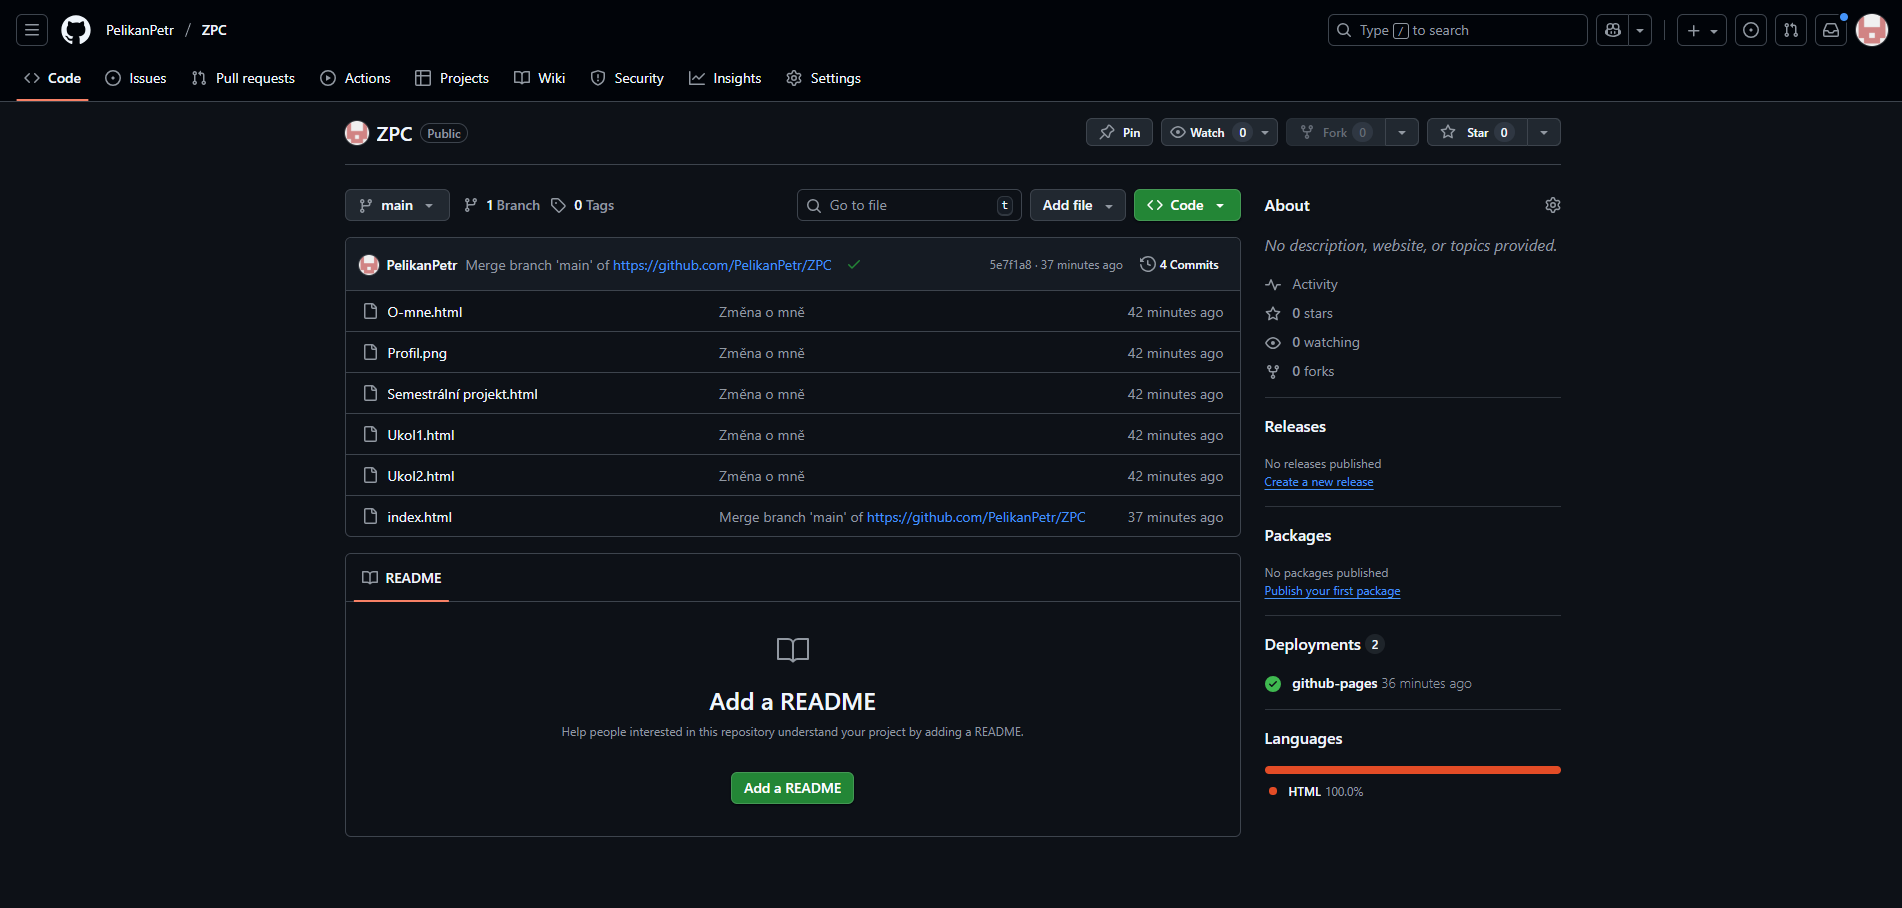 PelikanPetr / ZPC
Type / to search
Code Issues Pull requests Actions Projects Wiki Security Insights Settings
ZPC Public
Pin Watch 0 Fork 0 Star 0
main 1 Branch 0 Tags Go to file t Add file Code
PelikanPetr Merge branch 'main' of https://github.com/PelikanPetr/ZPC 5e7f1a8 · 37 minutes ago 4 Commits
O-mne.html Změna o mně 42 minutes ago
Profil.png Změna o mně 42 minutes ago
Semestrální projekt.html Změna o mně 42 minutes ago
Ukol1.html Změna o mně 42 minutes ago
Ukol2.html Změna o mně 42 minutes ago
index.html Merge branch 'main' of https://github.com/PelikanPetr/ZPC 37 minutes ago
README
Add a README
Help people interested in this repository understand your project by adding a README.
Add a README
About
No description, website, or topics provided.
Activity
0 stars
0 watching
0 forks
Releases
No releases published
Create a new release
Packages
No packages published
Publish your first package
Deployments 2
github-pages 36 minutes ago
Languages
HTML 100.0%